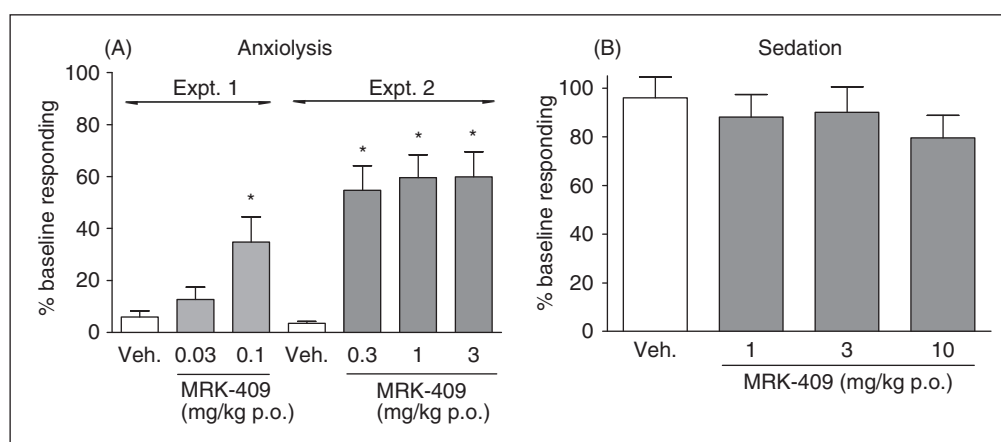 (A) Anxiolysis
% baseline responding
100
80
60
40
20
0
Expt. 1 Expt. 2
*
* * *
Veh. 0.03 0.1 Veh. 0.3 1 3
MRK-409 MRK-409
(mg/kg p.o.) (mg/kg p.o.)
(B) Sedation
% baseline responding
100
80
60
80
20
0
Veh. 1 3 10
MRK-409 (mg/kg p.o.)